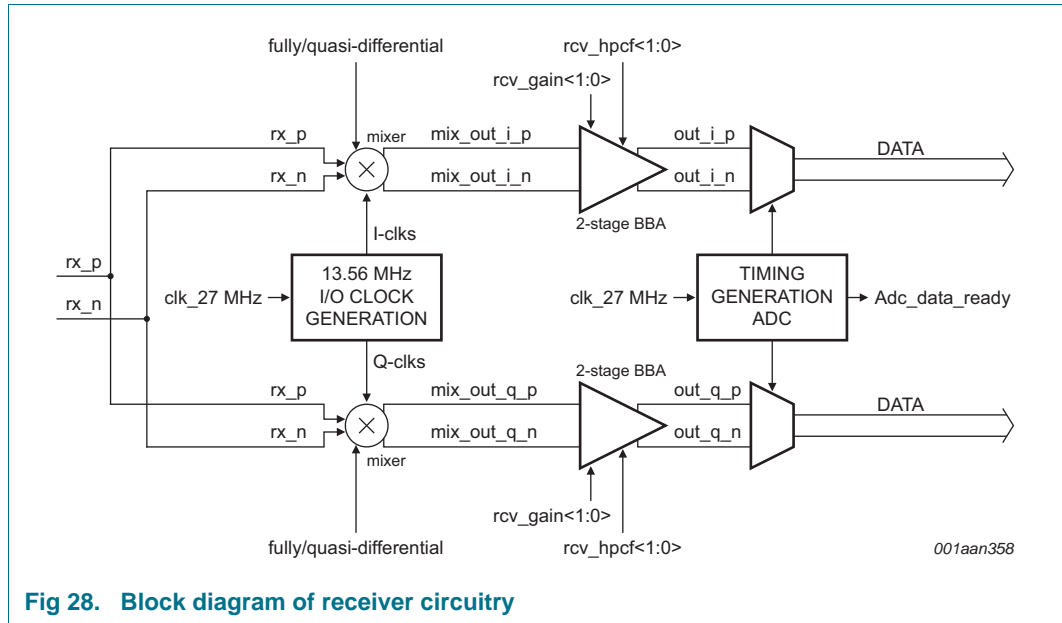 fully/quasi-differential
rcv_hpcf<1:0>
rcv_gain<1:0>
rx_p
mixer
mix_out_i_p
out_i_p
DATA
rx_n
mix_out_i_n
out_i_n
2-stage BBA
I-clks
rx_p
13.56 MHz
I/O CLOCK
GENERATION
clk_27 MHz
rx_n
TIMING
GENERATION
ADC
clk_27 MHz
Adc_data_ready
Q-clks
2-stage BBA
rx_p
mix_out_q_p
out_q_p
DATA
rx_n
mix_out_q_n
out_q_n
mixer
rcv_gain<1:0>
fully/quasi-differential
rcv_hpcf<1:0>
001aan358
Fig 28. Block diagram of receiver circuitry